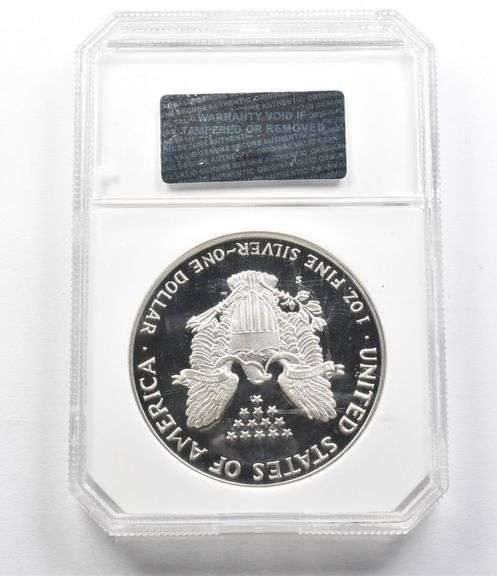 WARRANTY VOID IF
TAMPERED OR REMOVED
UNITED STATES OF AMERICA
1 OZ. FINE SILVER~ONE DOLLAR
S